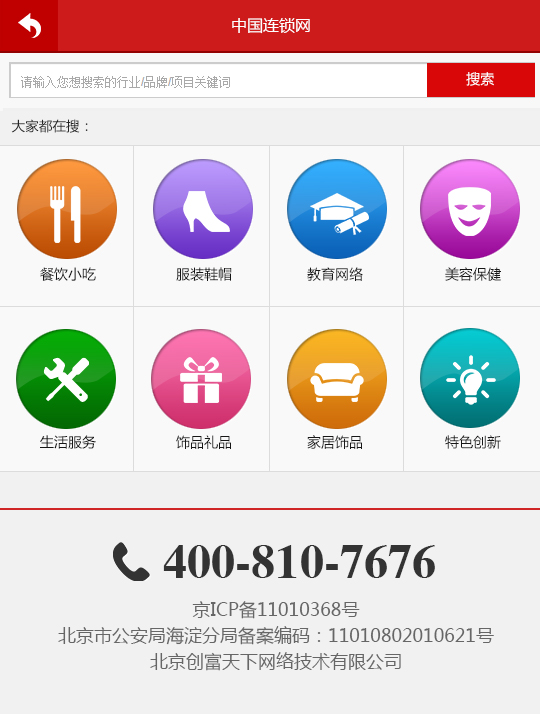 中国连锁网
请输入您想搜索的行业/品牌/项目关键词
搜索
大家都在搜：
餐饮小吃
服装鞋帽
教育网络
美容保健
生活服务
饰品礼品
家居饰品
特色创新
400-810-7676
京ICP备11010368号
北京市公安局海淀分局备案编码：11010802010621号
北京创富天下网络技术有限公司